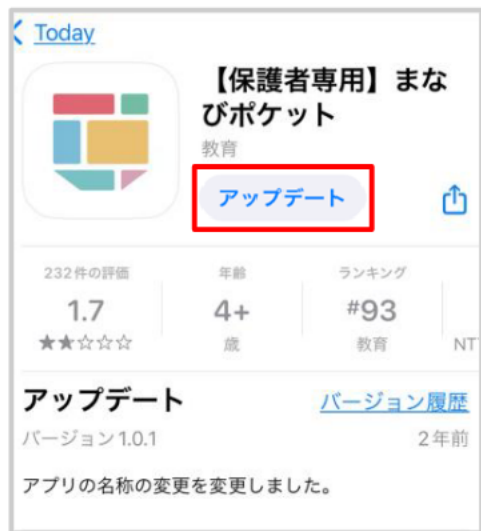 Today
【保護者専用】まな
びポケット
教育
アップデート
232件の評価 年齢 ランキング
1.7 4+ #93
★★☆☆☆ 歳 教育 NT
アップデート バージョン履歴
バージョン 1.0.1 2年前
アプリの名称の変更を変更しました。